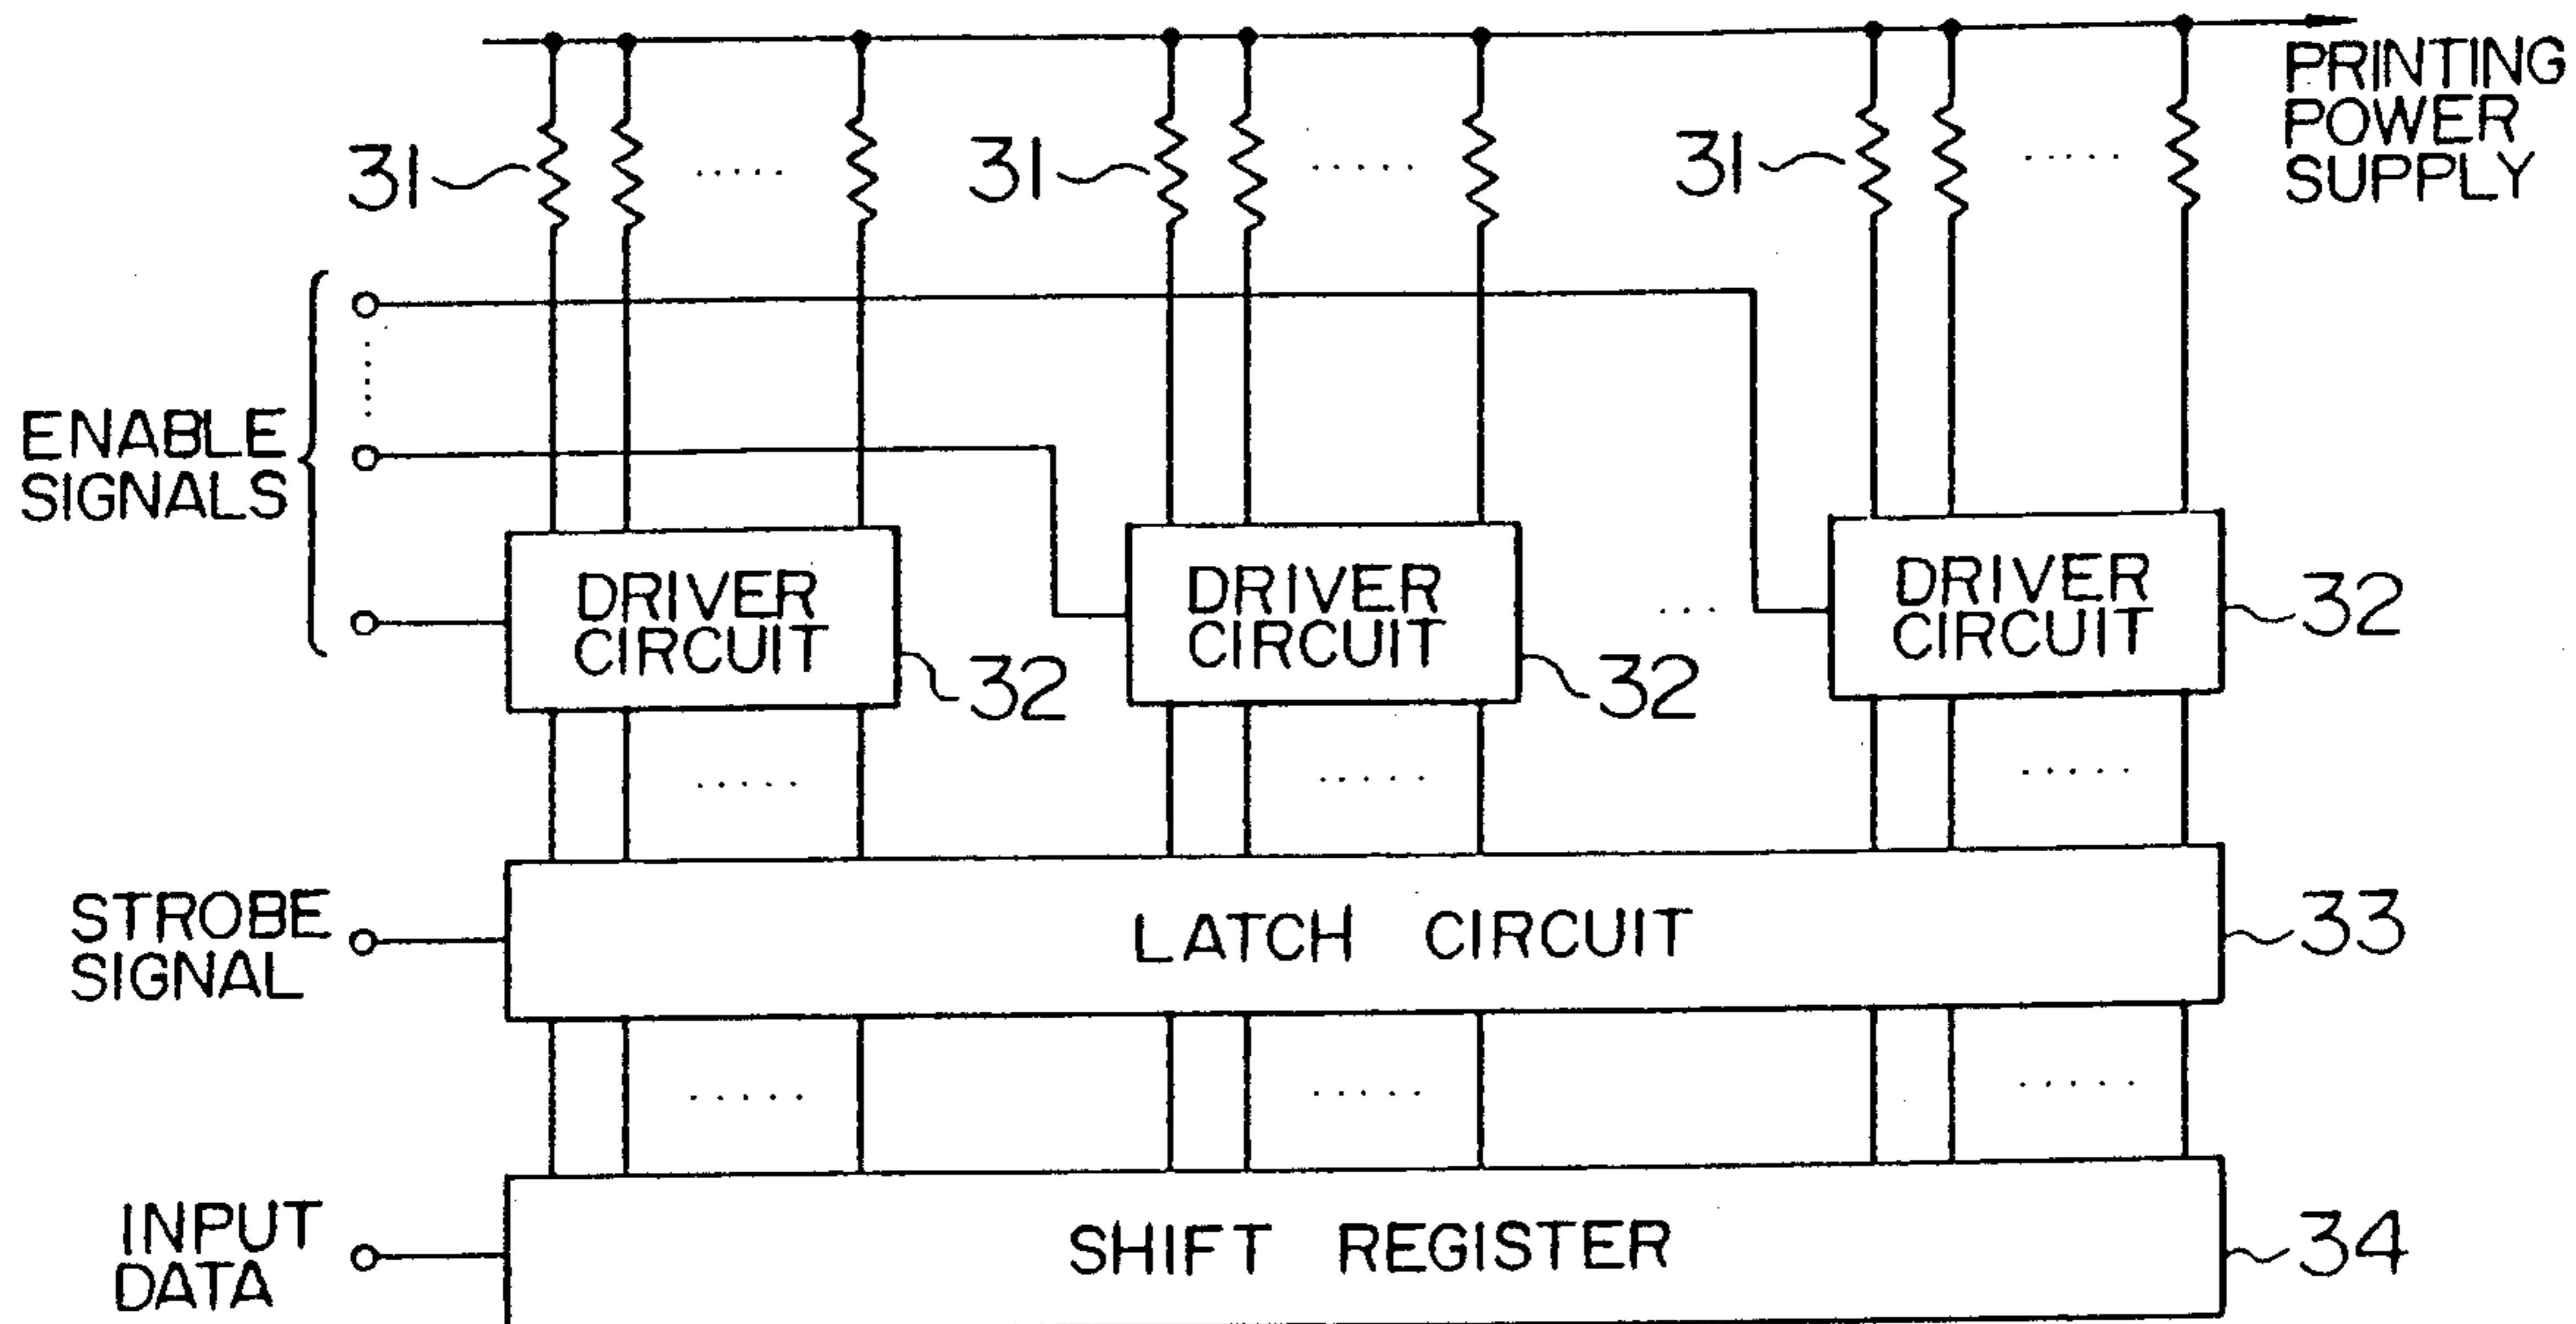 PRINTING
POWER
SUPPLY
31
31
31
ENABLE
SIGNALS
DRIVER
CIRCUIT
32
DRIVER
CIRCUIT
32
DRIVER
CIRCUIT
32
STROBE
SIGNAL
LATCH CIRCUIT
33
INPUT
DATA
SHIFT REGISTER
34